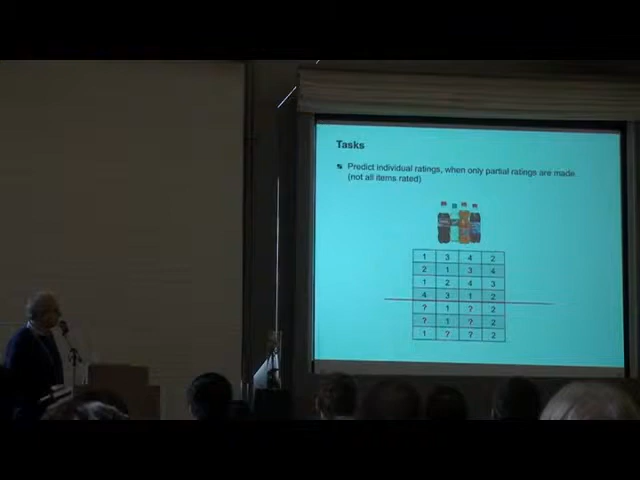 Tasks
Predict individual ratings, when only partial ratings are made
(not all items rated)
1 3 4 2
2 1 3 4
1 2 4 3
4 3 1 2
? 1 ? 2
? 1 ? 2
1 ? ? 2